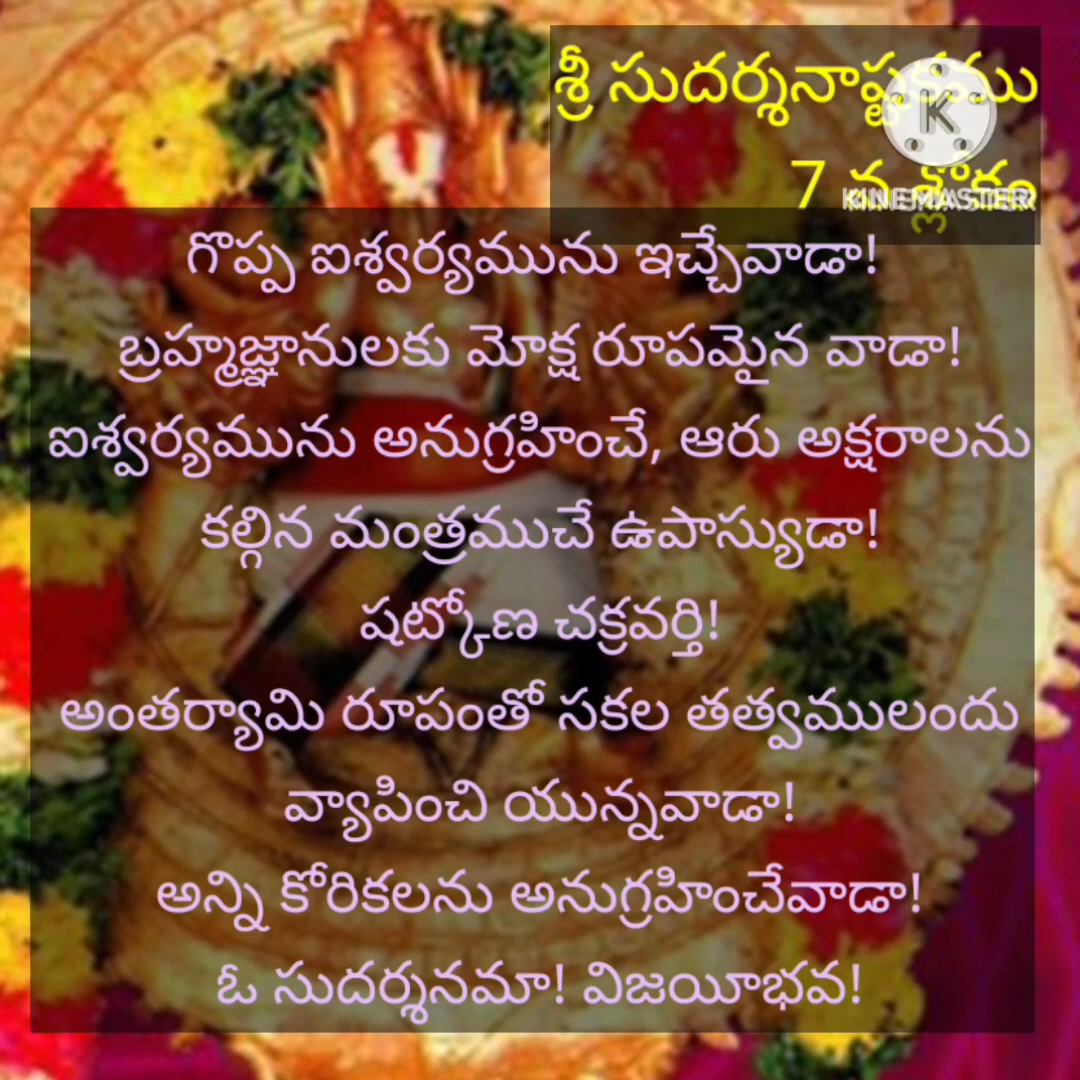 శ్రీ సుదర్శనాష్టకము
7 వ శ్లోకం
KINEMASTER
గొప్ప ఐశ్వర్యమును ఇచ్చేవాడా!
బ్రహ్మజ్ఞానులకు మోక్ష రూపమైన వాడా!
ఐశ్వర్యమును అనుగ్రహించే, ఆరు అక్షరాలను
కల్గిన మంత్రముచే ఉపాస్యుడా!
షట్కోణ చక్రవర్తి!
అంతర్యామి రూపంతో సకల తత్వములందు
వ్యాపించి యున్నవాడా!
అన్ని కోరికలను అనుగ్రహించేవాడా!
ఓ సుదర్శనమా! విజయీభవ!